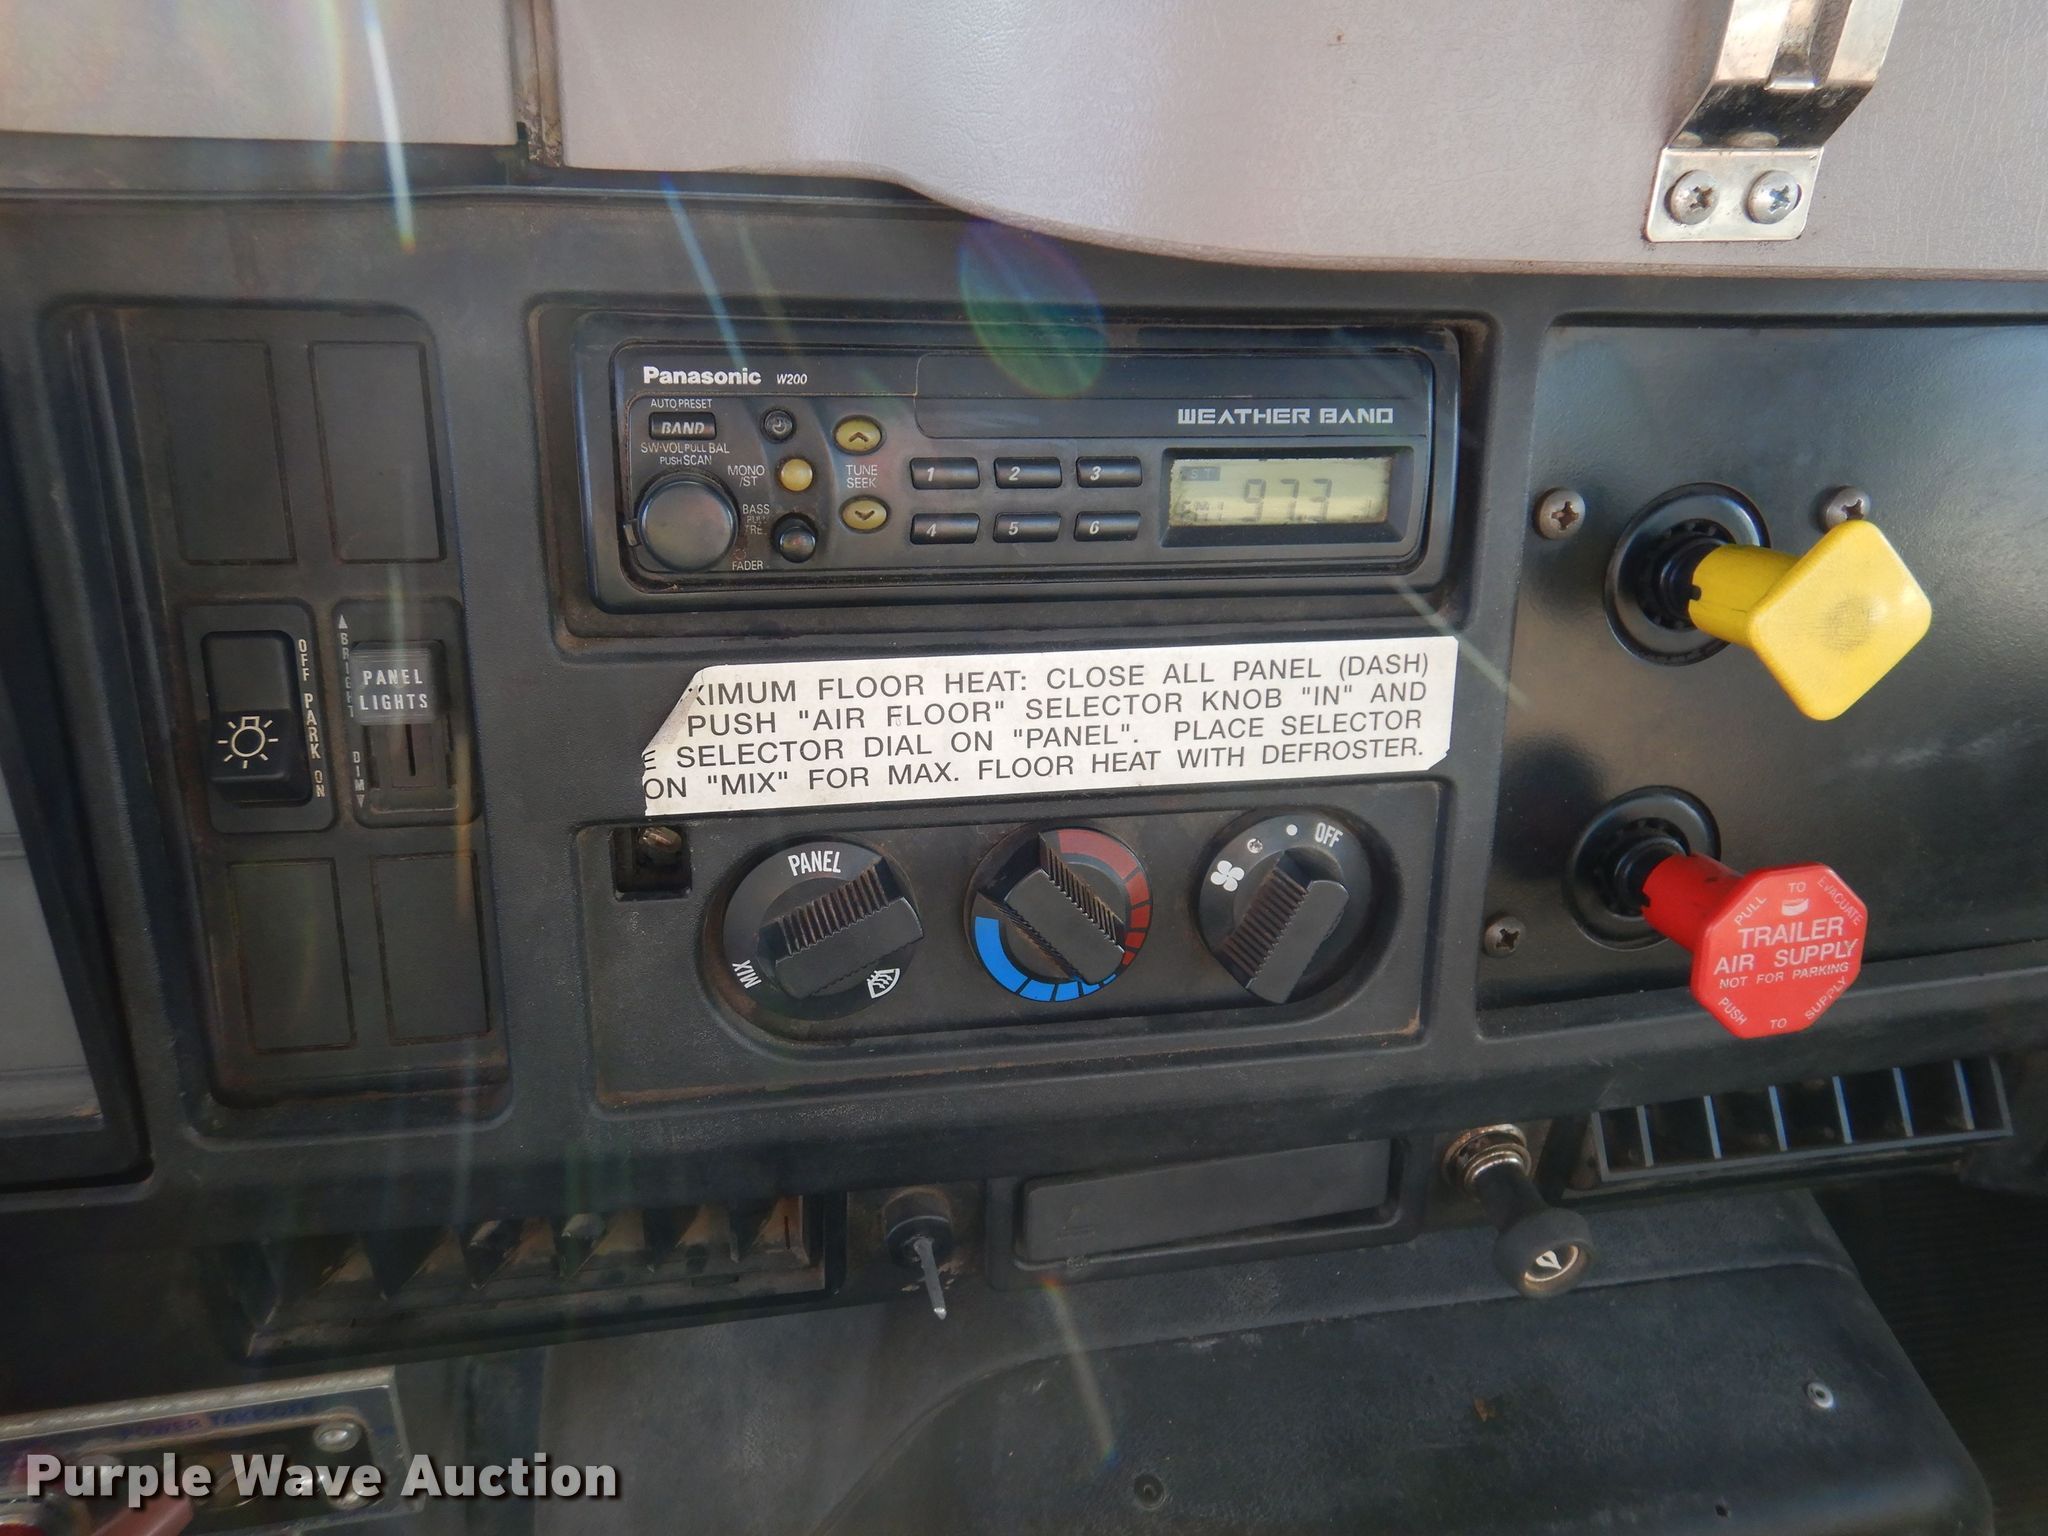 Panasonic W200
AUTO PRESET
BAND
SW·VOL PULL BAL
PUSH SCAN
MONO
/ST
BASS
FADER
TUNE
SEEK
1 2 3
4 5 6
WEATHER BAND
ST
97.3
OFF PARK ON
BRIGHT
DIM
PANEL
LIGHTS
XIMUM FLOOR HEAT: CLOSE ALL PANEL (DASH)
PUSH "AIR FLOOR" SELECTOR KNOB "IN" AND
E SELECTOR DIAL ON "PANEL". PLACE SELECTOR
ON "MIX" FOR MAX. FLOOR HEAT WITH DEFROSTER.
PANEL
MIX
OFF
PULL TO EVACUATE
TRAILER
AIR SUPPLY
NOT FOR PARKING
PUSH TO SUPPLY
POWER TAKE-OFF
Purple Wave Auction